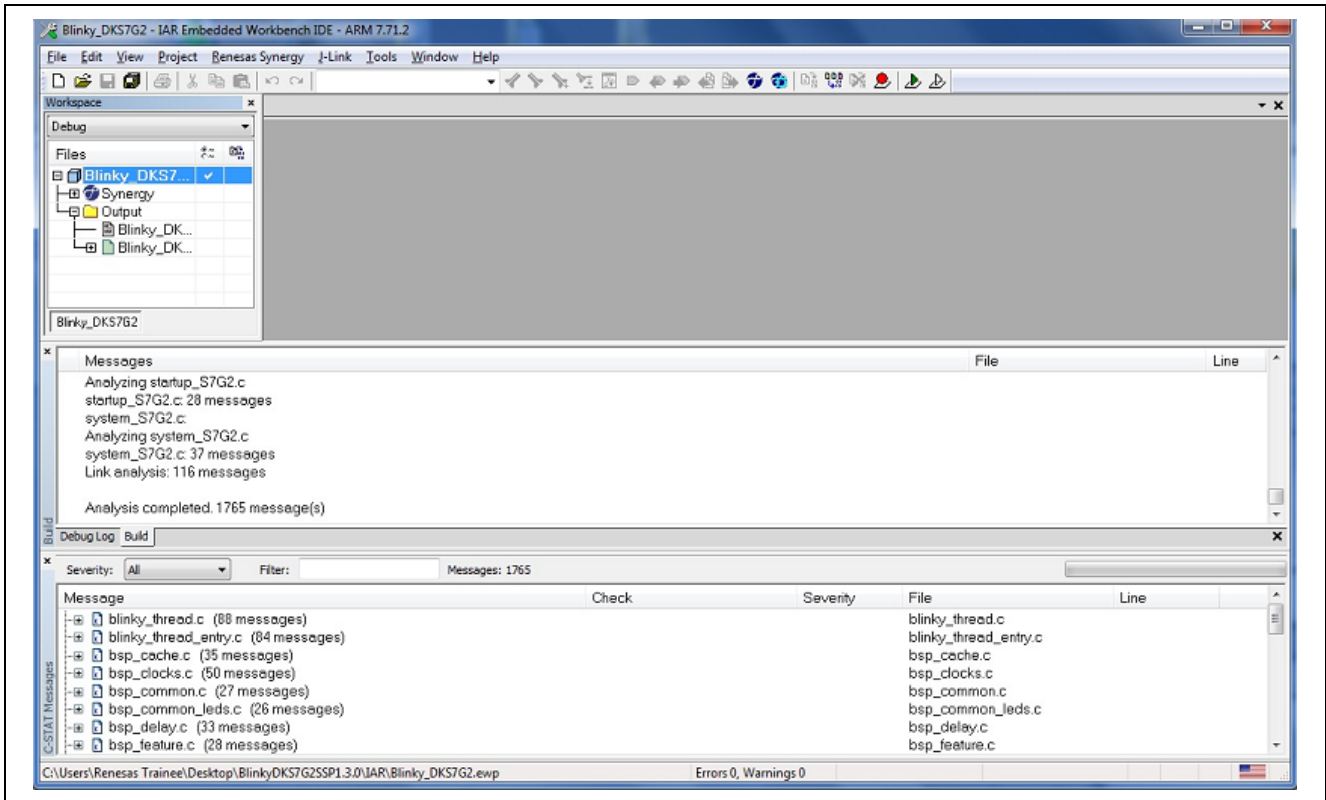 Blinky_DKS7G2 - IAR Embedded Workbench IDE - ARM 7.71.2
File Edit View Project Renesas Synergy J-Link Tools Window Help
Workspace
Debug
Files
Blinky_DKS7...
Synergy
Output
Blinky_DK...
Blinky_DK...
Blinky_DKS7G2
Messages File Line
Analyzing startup_S7G2.c
startup_S7G2.c: 28 messages
system_S7G2.c:
Analyzing system_S7G2.c
system_S7G2.c: 37 messages
Link analysis: 116 messages
Analysis completed. 1765 message(s)
Build
Debug Log Build
Severity: All Filter: Messages: 1765
Message Check Severity File Line
blinky_thread.c (88 messages) blinky_thread.c
blinky_thread_entry.c (84 messages) blinky_thread_entry.c
bsp_cache.c (35 messages) bsp_cache.c
bsp_clocks.c (50 messages) bsp_clocks.c
bsp_common.c (27 messages) bsp_common.c
bsp_common_leds.c (26 messages) bsp_common_leds.c
bsp_delay.c (33 messages) bsp_delay.c
bsp_feature.c (28 messages) bsp_feature.c
C-STAT Messages
C:\Users\Renesas Trainee\Desktop\BlinkyDKS7G2SSP1.3.0\IAR\Blinky_DKS7G2.ewp Errors 0, Warnings 0